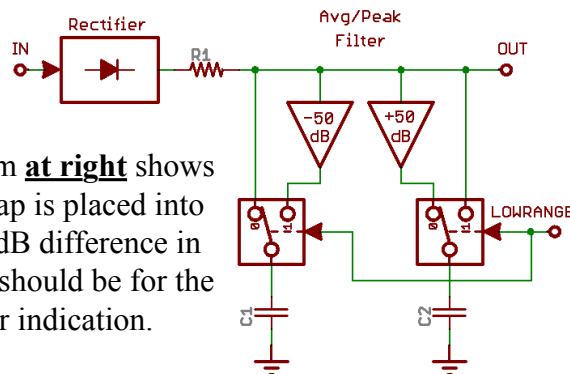 Rectifier
Avg/Peak
Filter
IN
R1
OUT
-50
dB
+50
dB
m at right shows
ap is placed into
dB difference in
should be for the
r indication.
0
1
0
1
LOWRANGE
C1
C2